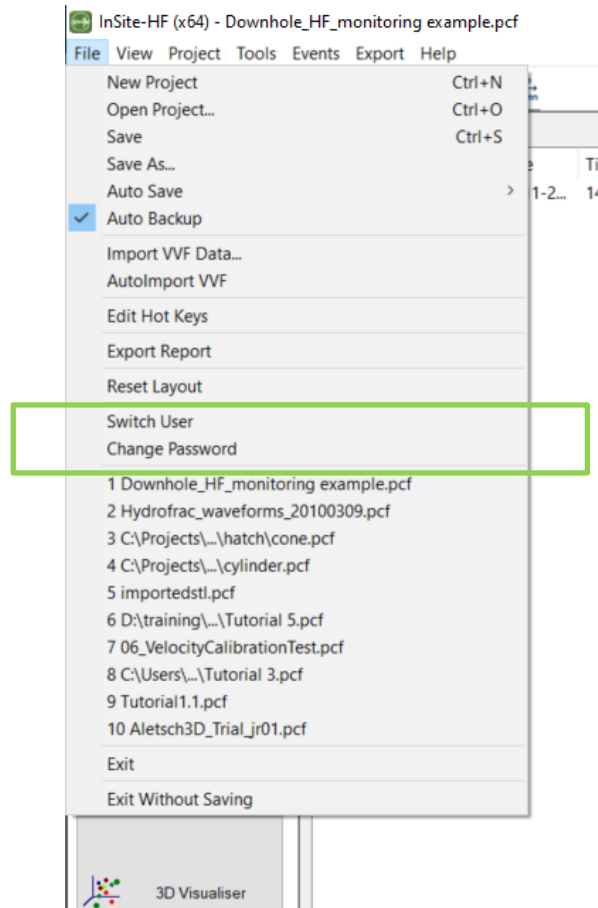 InSite-HF (x64) - Downhole_HF_monitoring example.pcf
File View Project Tools Events Export Help
New Project Ctrl+N
Open Project... Ctrl+O
Save Ctrl+S
Save As...
Auto Save
Auto Backup
Import VVF Data...
AutoImport VVF
Edit Hot Keys
Export Report
Reset Layout
Switch User
Change Password
1 Downhole_HF_monitoring example.pcf
2 Hydrofrac_waveforms_20100309.pcf
3 C:\Projects\...\hatch\cone.pcf
4 C:\Projects\...\cylinder.pcf
5 importedstl.pcf
6 D:\training\...\Tutorial 5.pcf
7 06_VelocityCalibrationTest.pcf
8 C:\Users\...\Tutorial 3.pcf
9 Tutorial1.1.pcf
10 Aletsch3D_Trial_jr01.pcf
Exit
Exit Without Saving
3D Visualiser